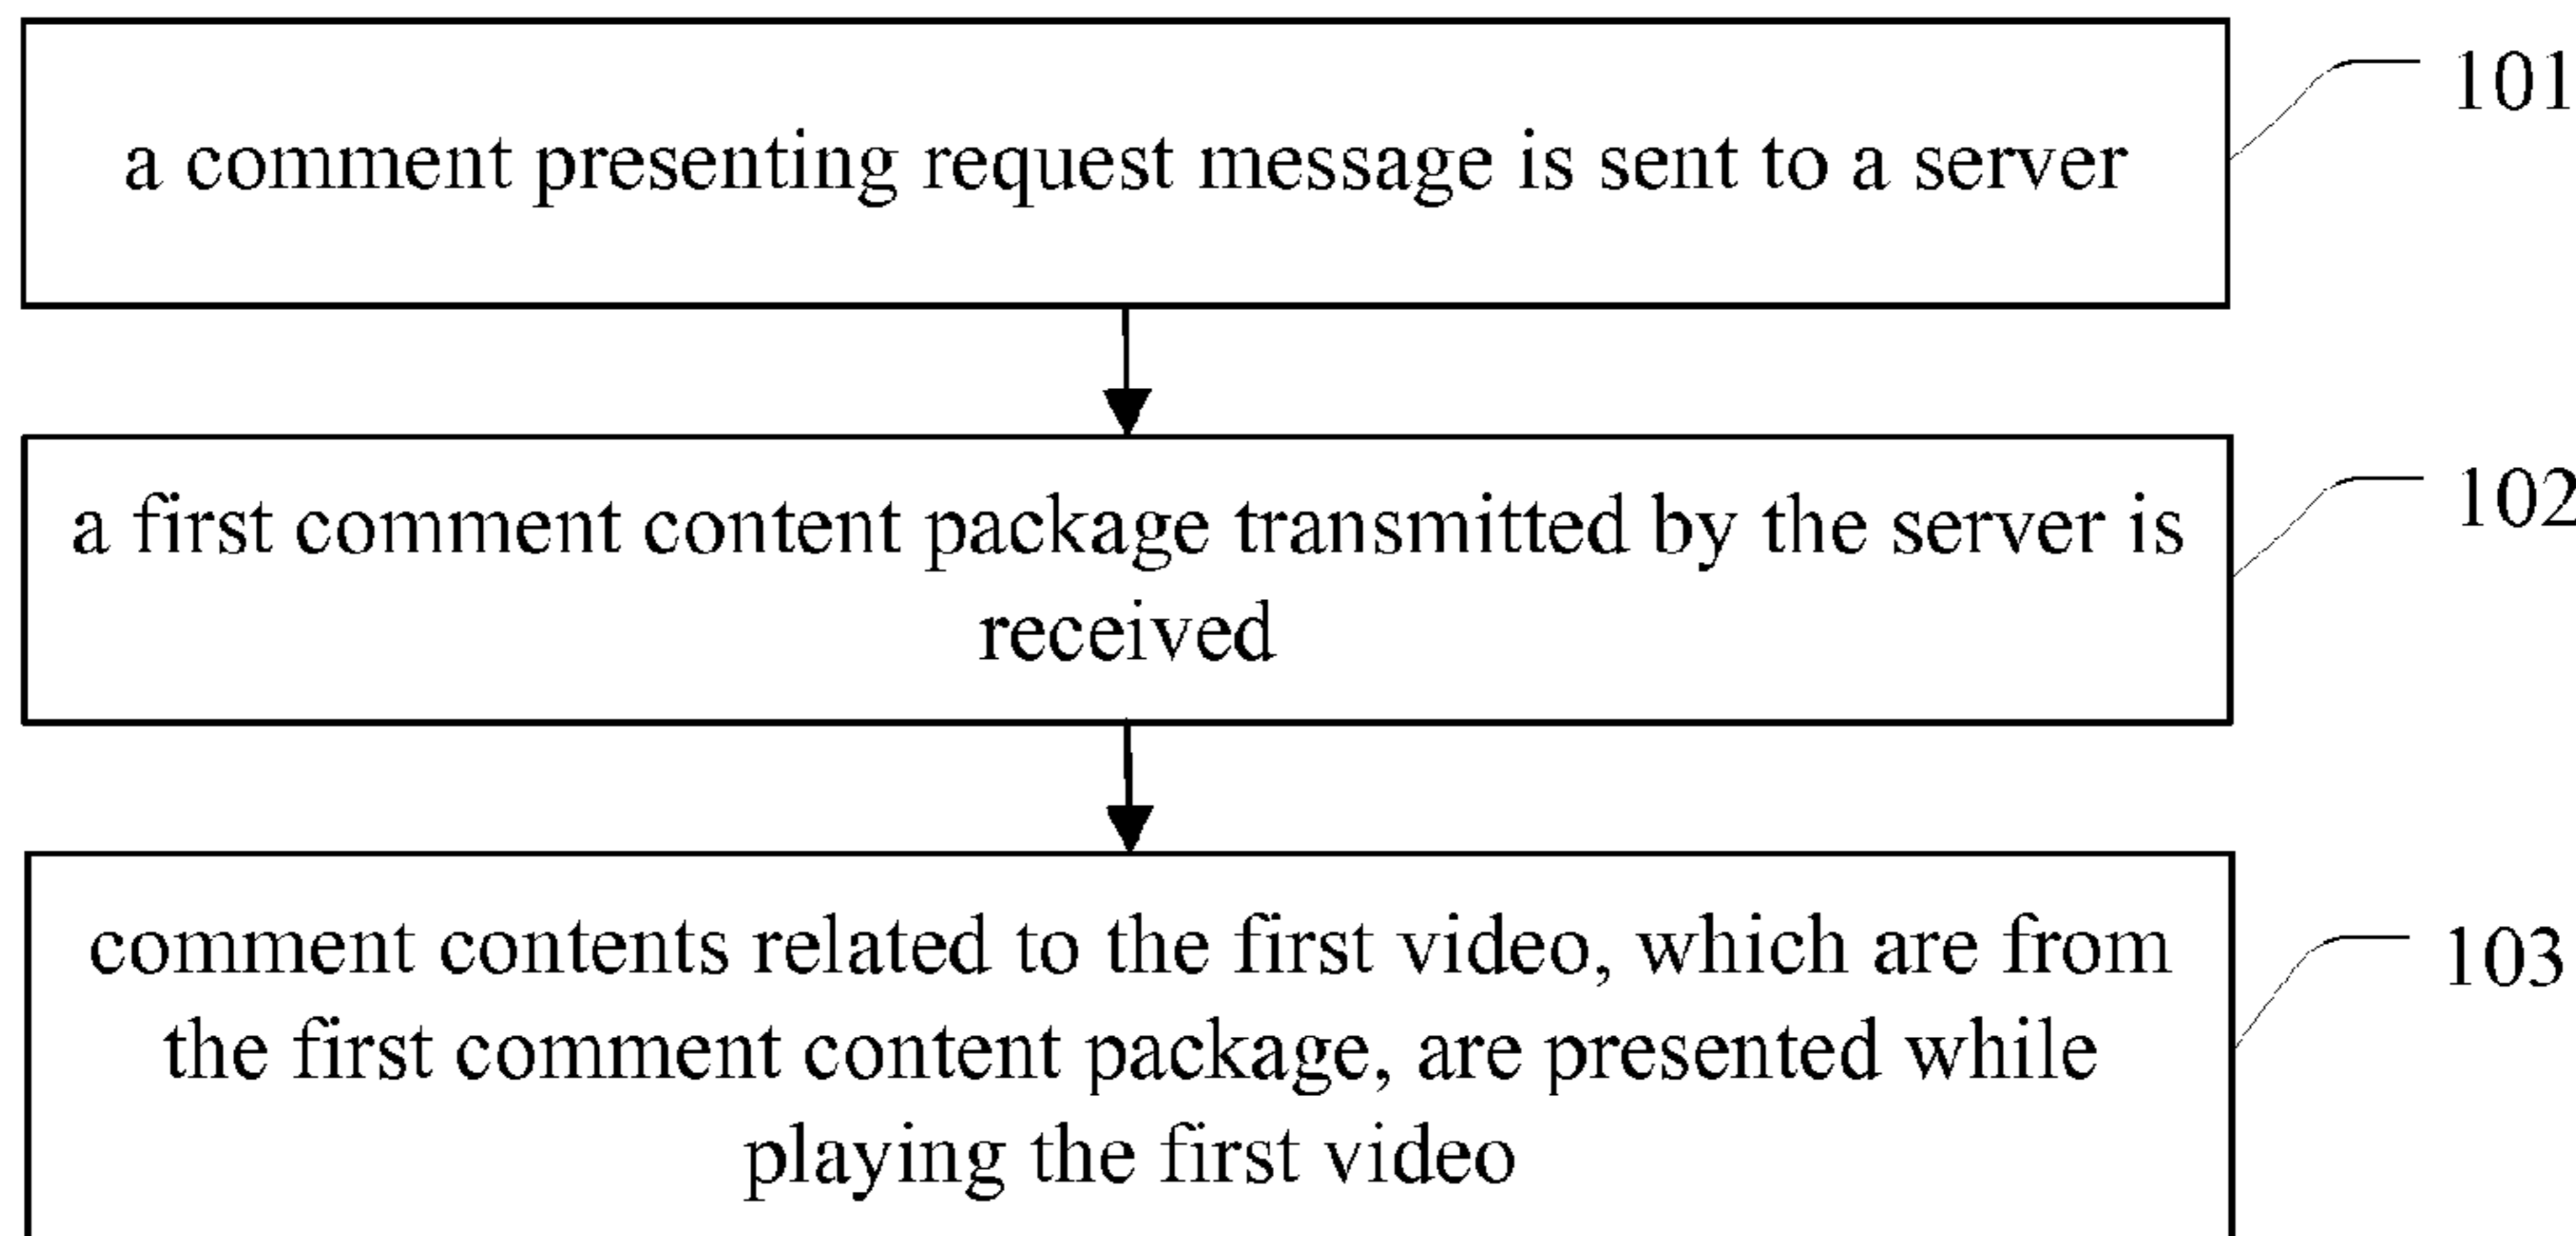 a comment presenting request message is sent to a server
101
a first comment content package transmitted by the server is
received
102
comment contents related to the first video, which are from
the first comment content package, are presented while
playing the first video
103